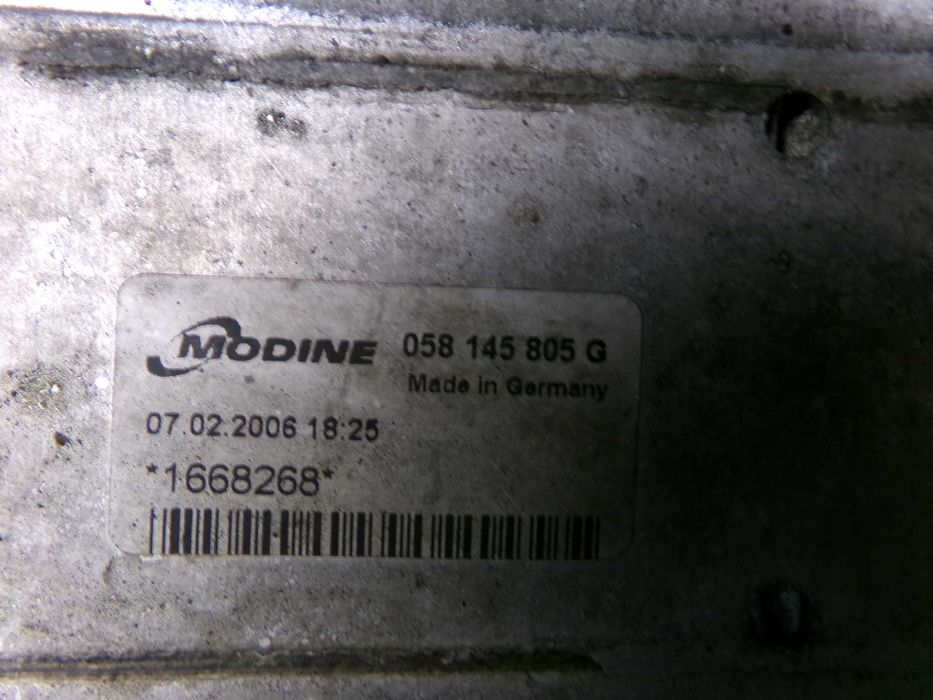 MODINE 058 145 805 G
Made in Germany
07.02.2006 18:25
*1668268*